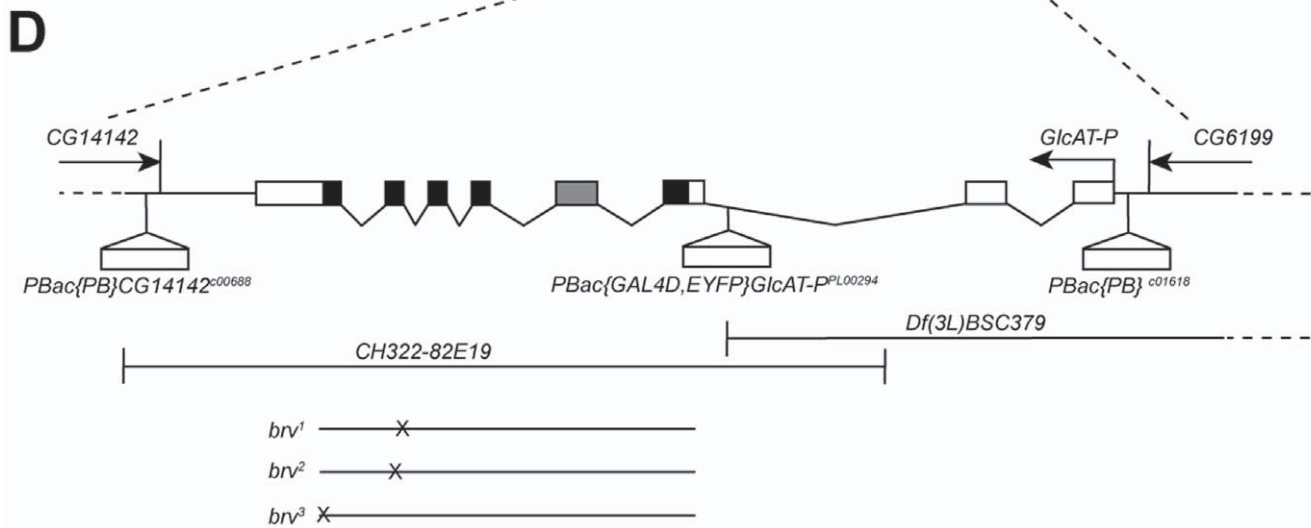 D
CG14142
GlcAT-P
CG6199
PBac{PB}CG14142c00688
PBac{GAL4D,EYFP}GlcAT-PPL00294
PBac{PB} c01618
Df(3L)BSC379
CH322-82E19
brv1
brv2
brv3